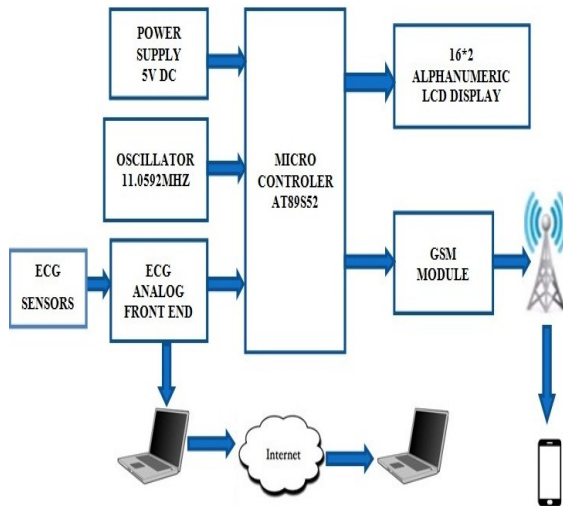 POWER
SUPPLY
5V DC
16*2
ALPHANUMERIC
LCD DISPLAY
OSCILLATOR
11.0592MHZ
MICRO
CONTROLER
AT89S52
ECG
SENSORS
ECG
ANALOG
FRONT END
GSM
MODULE
Internet